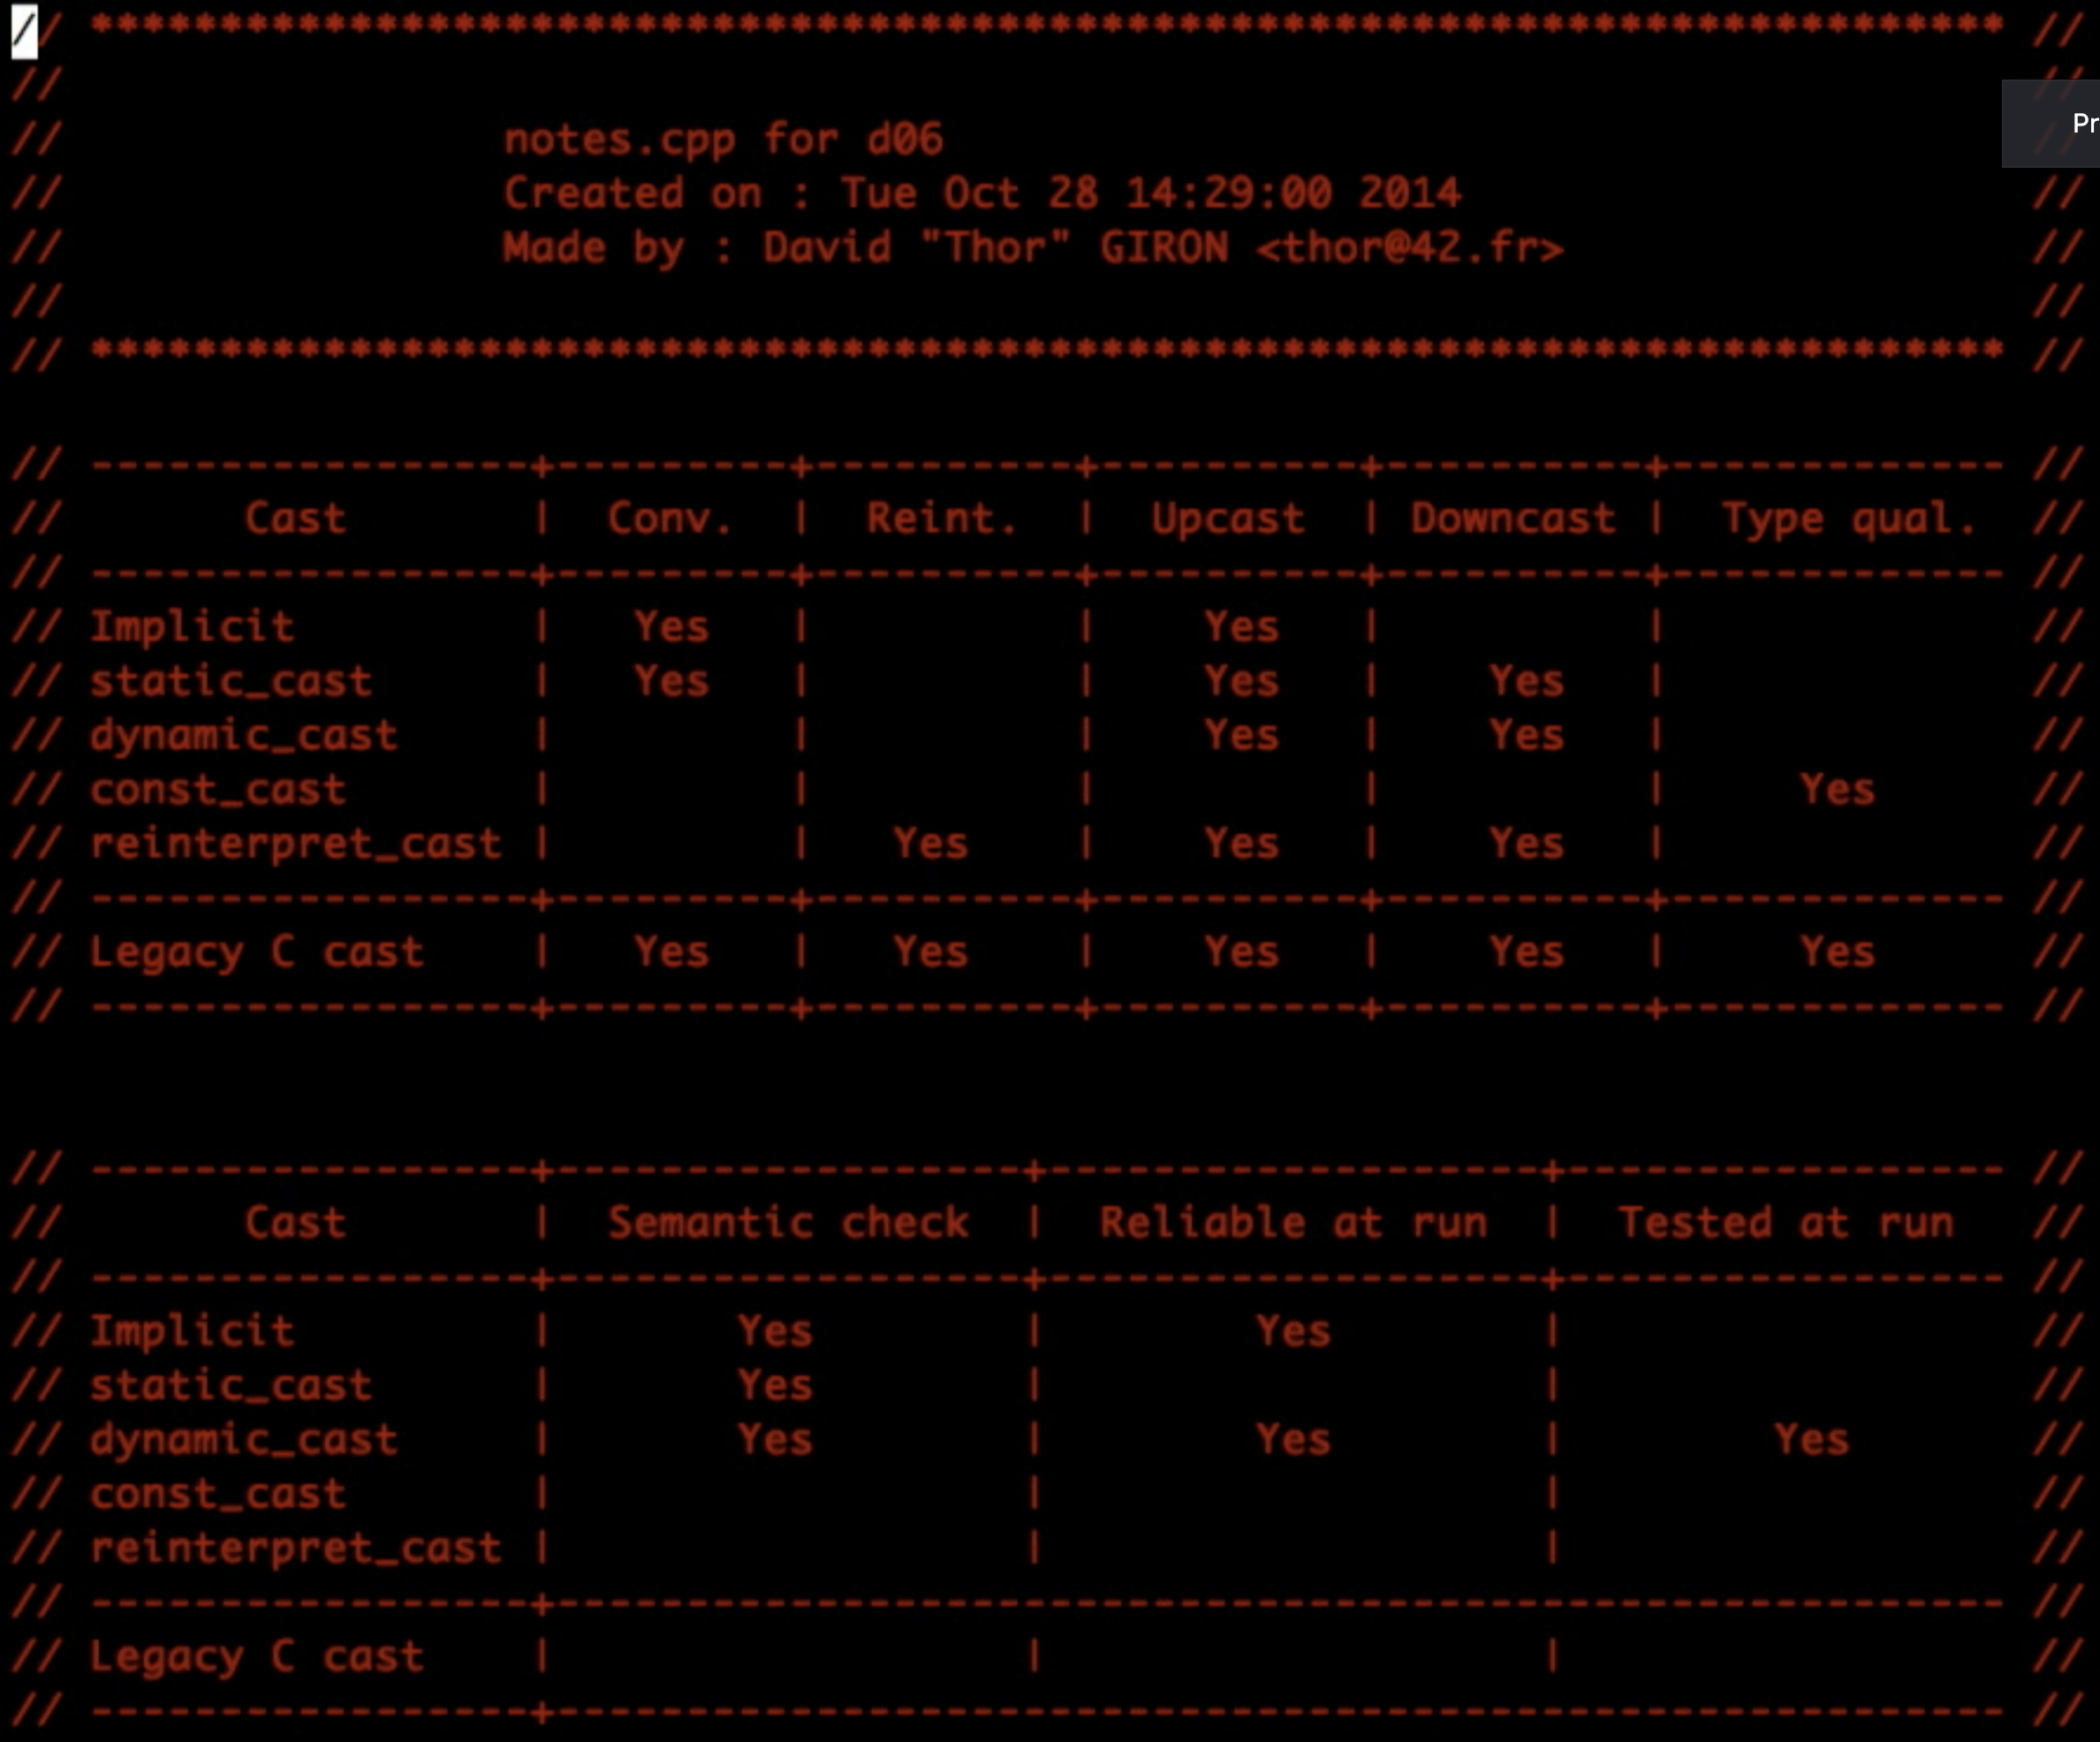 // ************************************************************************** //
//                                                                            //
//                 notes.cpp for d06                                          //
//                 Created on : Tue Oct 28 14:29:00 2014                      //
//                 Made by : David "Thor" GIRON <thor@42.fr>                  //
//                                                                            //
// ************************************************************************** //
Pr
// -----------------+---------+----------+----------+----------+------------- //
//       Cast       |  Conv.  |  Reint.  |  Upcast  | Downcast |  Type qual.  //
// -----------------+---------+----------+----------+----------+------------- //
// Implicit         |   Yes   |          |    Yes   |          |              //
// static_cast      |   Yes   |          |    Yes   |    Yes   |              //
// dynamic_cast     |         |          |    Yes   |    Yes   |              //
// const_cast       |         |          |          |          |     Yes      //
// reinterpret_cast |         |   Yes    |    Yes   |    Yes   |              //
// -----------------+---------+----------+----------+----------+------------- //
// Legacy C cast    |   Yes   |   Yes    |    Yes   |    Yes   |     Yes      //
// -----------------+---------+----------+----------+----------+------------- //
// -----------------+------------------+-------------------+----------------- //
//       Cast       |  Semantic check  |  Reliable at run  |  Tested at run   //
// -----------------+------------------+-------------------+----------------- //
// Implicit         |       Yes        |        Yes        |                  //
// static_cast      |       Yes        |                   |                  //
// dynamic_cast     |       Yes        |        Yes        |        Yes       //
// const_cast       |                  |                   |                  //
// reinterpret_cast |                  |                   |                  //
// -----------------+-------------------------------------------------------- //
// Legacy C cast    |                  |                   |                  //
// -----------------+-------------------------------------------------------- //